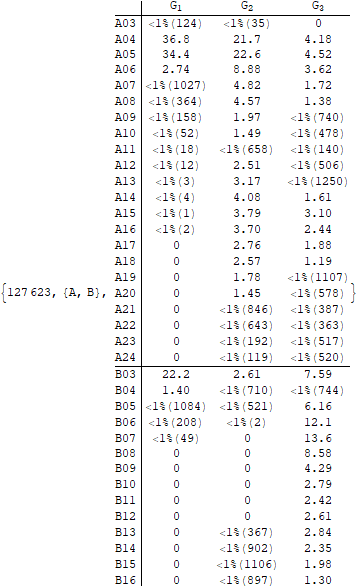 G1 G2 G3
A03 <1%(124) <1%(35) 0
A04 36.8 21.7 4.18
A05 34.4 22.6 4.52
A06 2.74 8.88 3.62
A07 <1%(1027) 4.82 1.72
A08 <1%(364) 4.57 1.38
A09 <1%(158) 1.97 <1%(740)
A10 <1%(52) 1.49 <1%(478)
A11 <1%(18) <1%(658) <1%(140)
A12 <1%(12) 2.51 <1%(506)
A13 <1%(3) 3.17 <1%(1250)
A14 <1%(4) 4.08 1.61
A15 <1%(1) 3.79 3.10
A16 <1%(2) 3.70 2.44
A17 0 2.76 1.88
A18 0 2.57 1.19
A19 0 1.78 <1%(1107)
{127623, {A, B}, A20 0 1.45 <1%(578) }
A21 0 <1%(846) <1%(387)
A22 0 <1%(643) <1%(363)
A23 0 <1%(192) <1%(517)
A24 0 <1%(119) <1%(520)
B03 22.2 2.61 7.59
B04 1.40 <1%(710) <1%(744)
B05 <1%(1084) <1%(521) 6.16
B06 <1%(208) <1%(2) 12.1
B07 <1%(49) 0 13.6
B08 0 0 8.58
B09 0 0 4.29
B10 0 0 2.79
B11 0 0 2.42
B12 0 0 2.61
B13 0 <1%(367) 2.84
B14 0 <1%(902) 2.35
B15 0 <1%(1106) 1.98
B16 0 <1%(897) 1.30